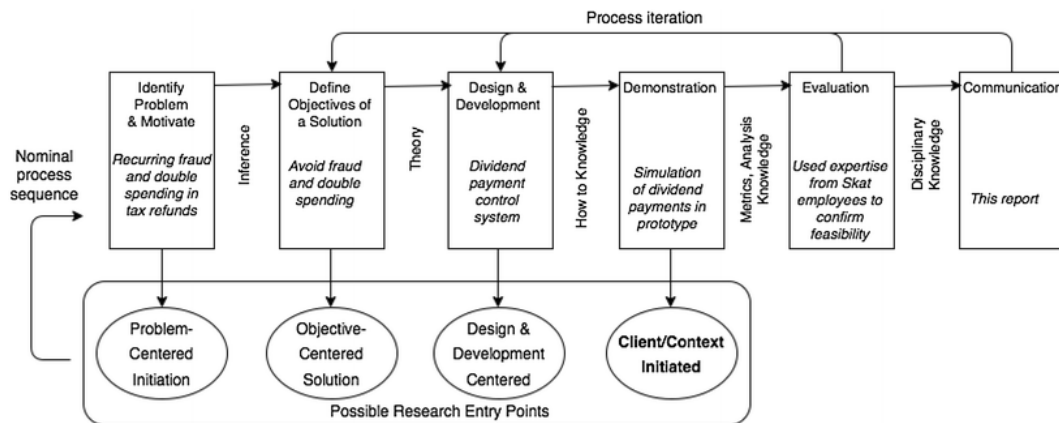 Process iteration
Nominal
process
sequence
Identify
Problem
& Motivate
Recurring fraud
and double
spending in
tax refunds
Inference
Define
Objectives of
a Solution
Avoid fraud
and double
spending
Theory
Design &
Development
Dividend
payment
control
system
How to Knowledge
Demonstration
Simulation
of dividend
payments in
prototype
Metrics, Analysis
Knowledge
Evaluation
Used expertise
from Skat
employees to
confirm
feasibility
Disciplinary
Knowledge
Communication
This report
Problem-
Centered
Initiation
Objective-
Centered
Solution
Design &
Development
Centered
Client/Context
Initiated
Possible Research Entry Points